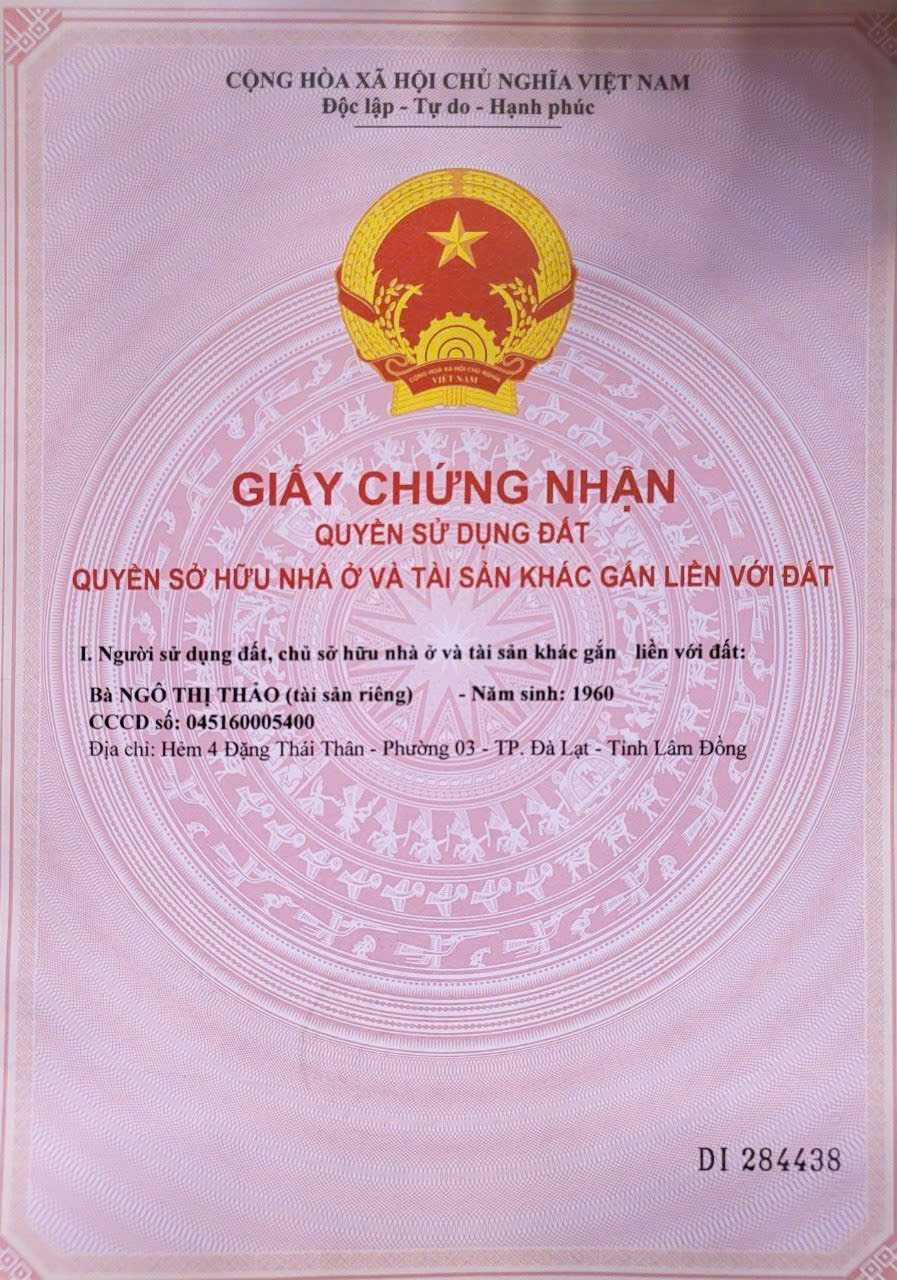 CỘNG HÒA XÃ HỘI CHỦ NGHĨA VIỆT NAM
Độc lập - Tự do - Hạnh phúc
CỘNG HÒA XÃ HỘI CHỦ NGHĨA
VIỆT NAM
GIẤY CHỨNG NHẬN
QUYỀN SỬ DỤNG ĐẤT
QUYỀN SỞ HỮU NHÀ Ở VÀ TÀI SẢN KHÁC GẮN LIỀN VỚI ĐẤT
I. Người sử dụng đất, chủ sở hữu nhà ở và tài sản khác gắn liền với đất:
Bà NGÔ THỊ THẢO (tài sản riêng) - Năm sinh: 1960
CCCD số: 045160005400
Địa chỉ: Hẻm 4 Đặng Thái Thân - Phường 03 - TP. Đà Lạt - Tỉnh Lâm Đồng
DI 284438